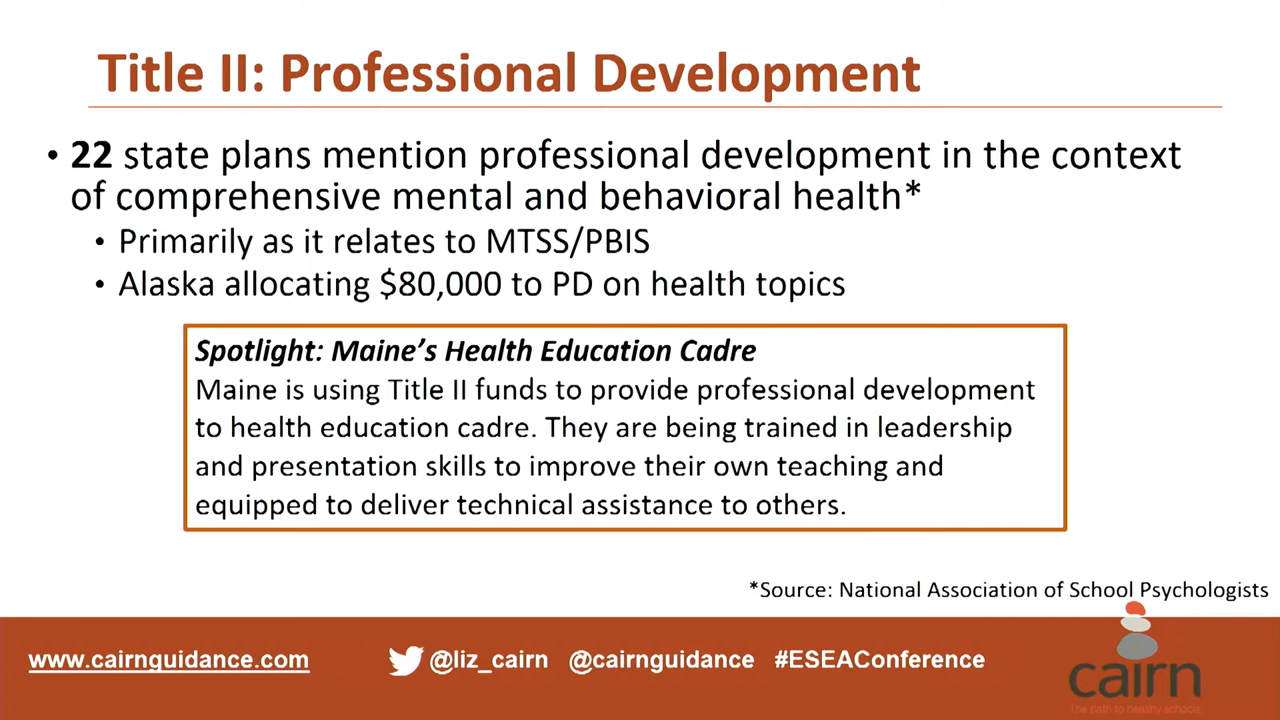 Title II: Professional Development
• 22 state plans mention professional development in the context
of comprehensive mental and behavioral health*
• Primarily as it relates to MTSS/PBIS
• Alaska allocating $80,000 to PD on health topics
Spotlight: Maine’s Health Education Cadre
Maine is using Title II funds to provide professional development
to health education cadre. They are being trained in leadership
and presentation skills to improve their own teaching and
equipped to deliver technical assistance to others.
*Source: National Association of School Psychologists
www.cairnguidance.com @liz_cairn @cairnguidance #ESEAConference
cairn
The path to healthy schools.